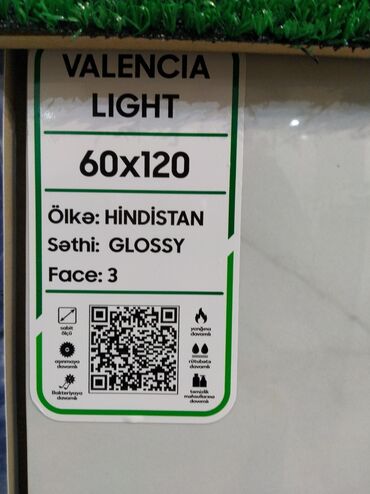 VALENCIA
LIGHT
60x120
Ölkə: HİNDİSTAN
Səthi: GLOSSY
Face: 3
sabit
ölçü
yanğına
davamlı
aşınmaya
davamlı
rütubətə
davamlı
Bakteriyaya
davamlı
təmizlik
məhsullarına
davamlı